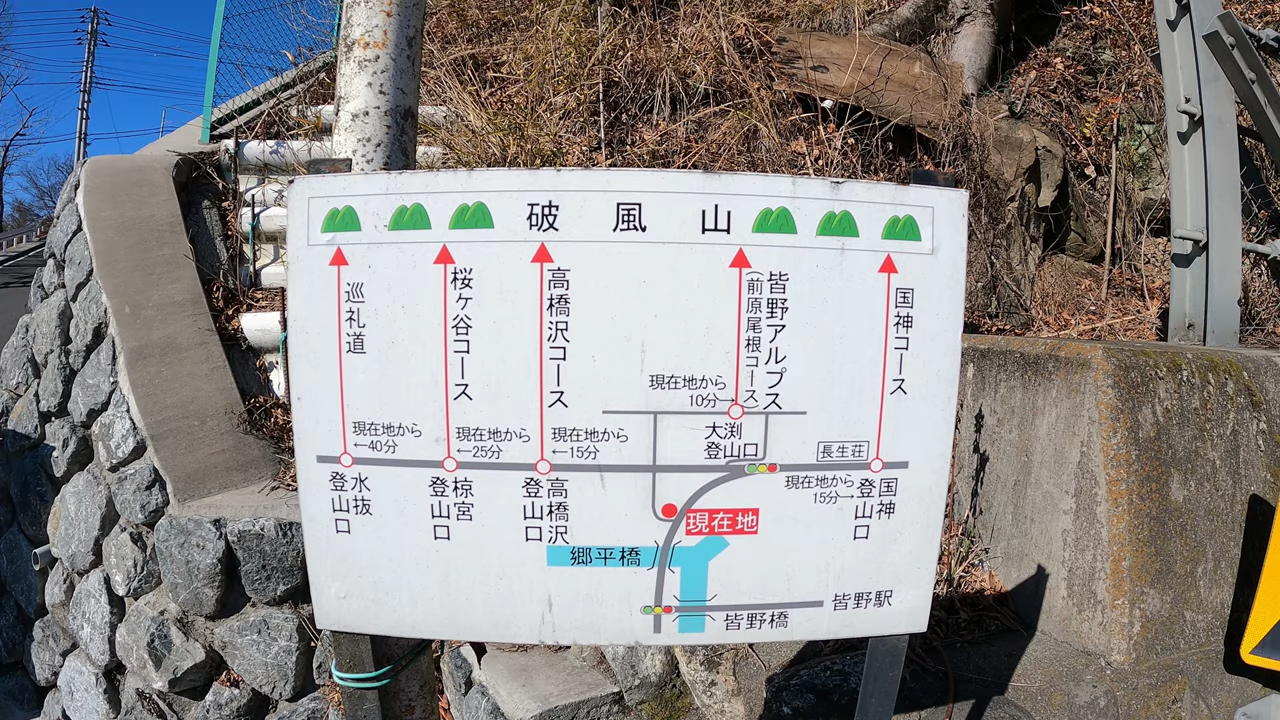 破風山
巡礼道
桜ヶ谷コース
高橋沢コース
皆野アルプス
(前原尾根コース)
国神コース
現在地から
←40分
現在地から
←25分
現在地から
←15分
現在地から
10分→
現在地から
15分→
水抜
登山口
椋宮
登山口
高橋沢
登山口
大渕
登山口
長生荘
国神
登山口
現在地
郷平橋
皆野橋
皆野駅